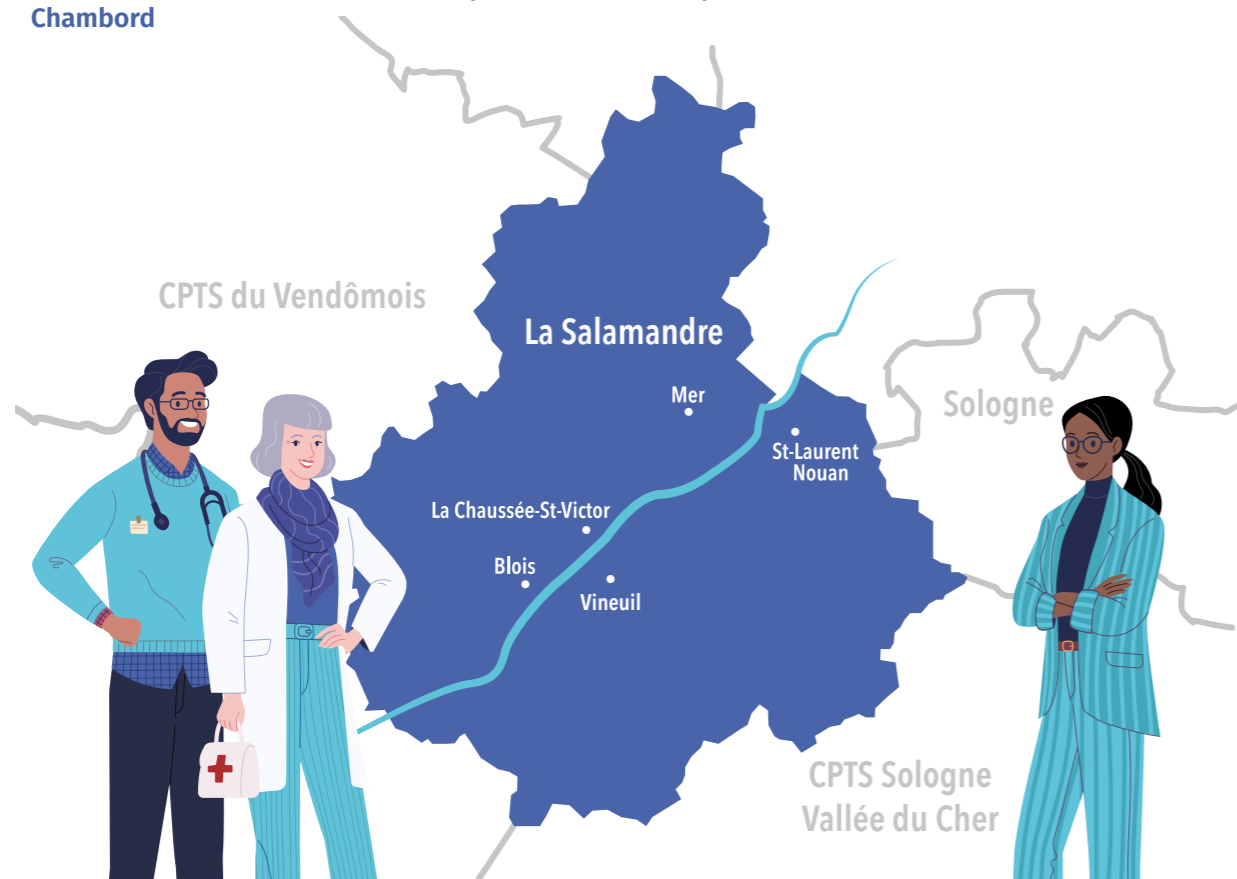 Chambord
CPTS du Vendômois
La Salamandre
Mer
Sologne
St-Laurent
Nouan
La Chaussée-St-Victor
Blois
Vineuil
CPTS Sologne
Vallée du Cher